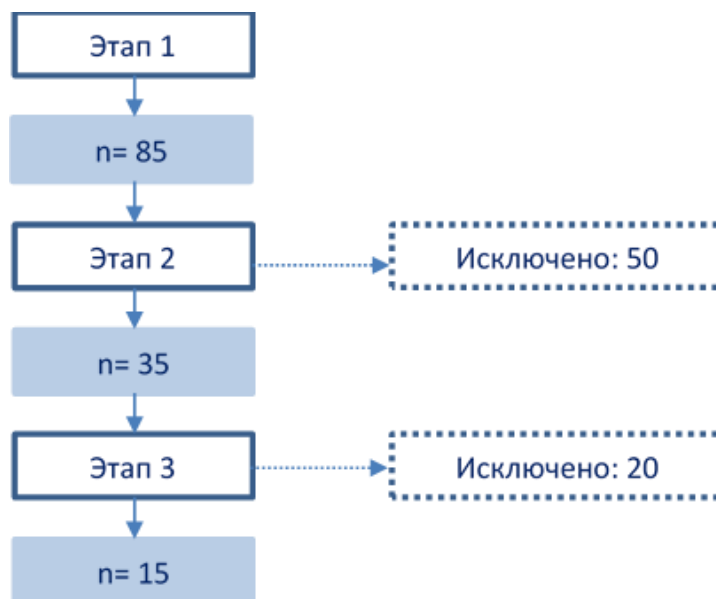 Этап 1
n= 85
Этап 2
Исключено: 50
n= 35
Этап 3
Исключено: 20
n= 15